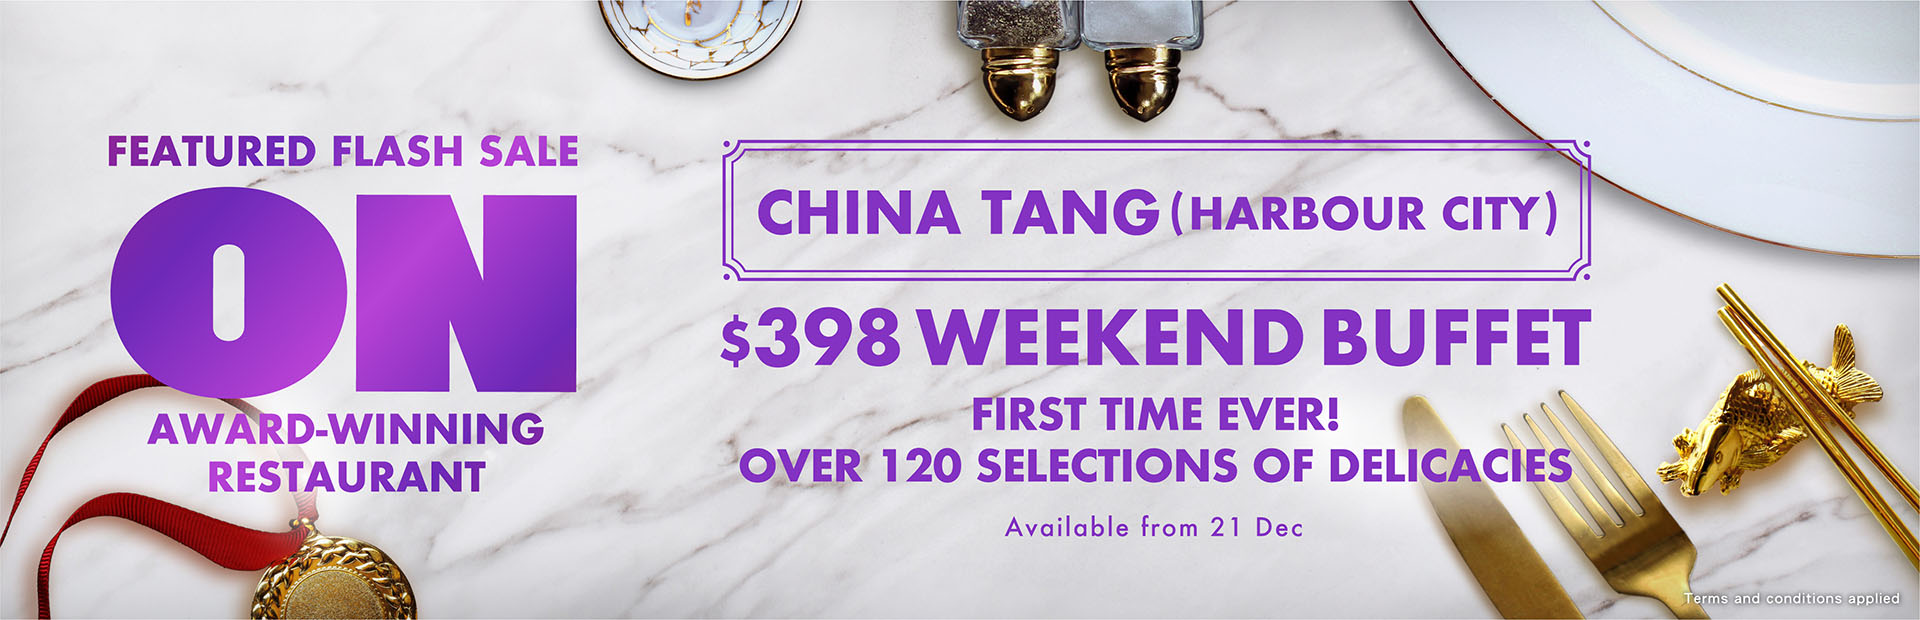 FEATURED FLASH SALE
ON
AWARD-WINNING
RESTAURANT
CHINA TANG (HARBOUR CITY)
$398 WEEKEND BUFFET
FIRST TIME EVER!
OVER 120 SELECTIONS OF DELICACIES
Available from 21 Dec
Terms and conditions applied